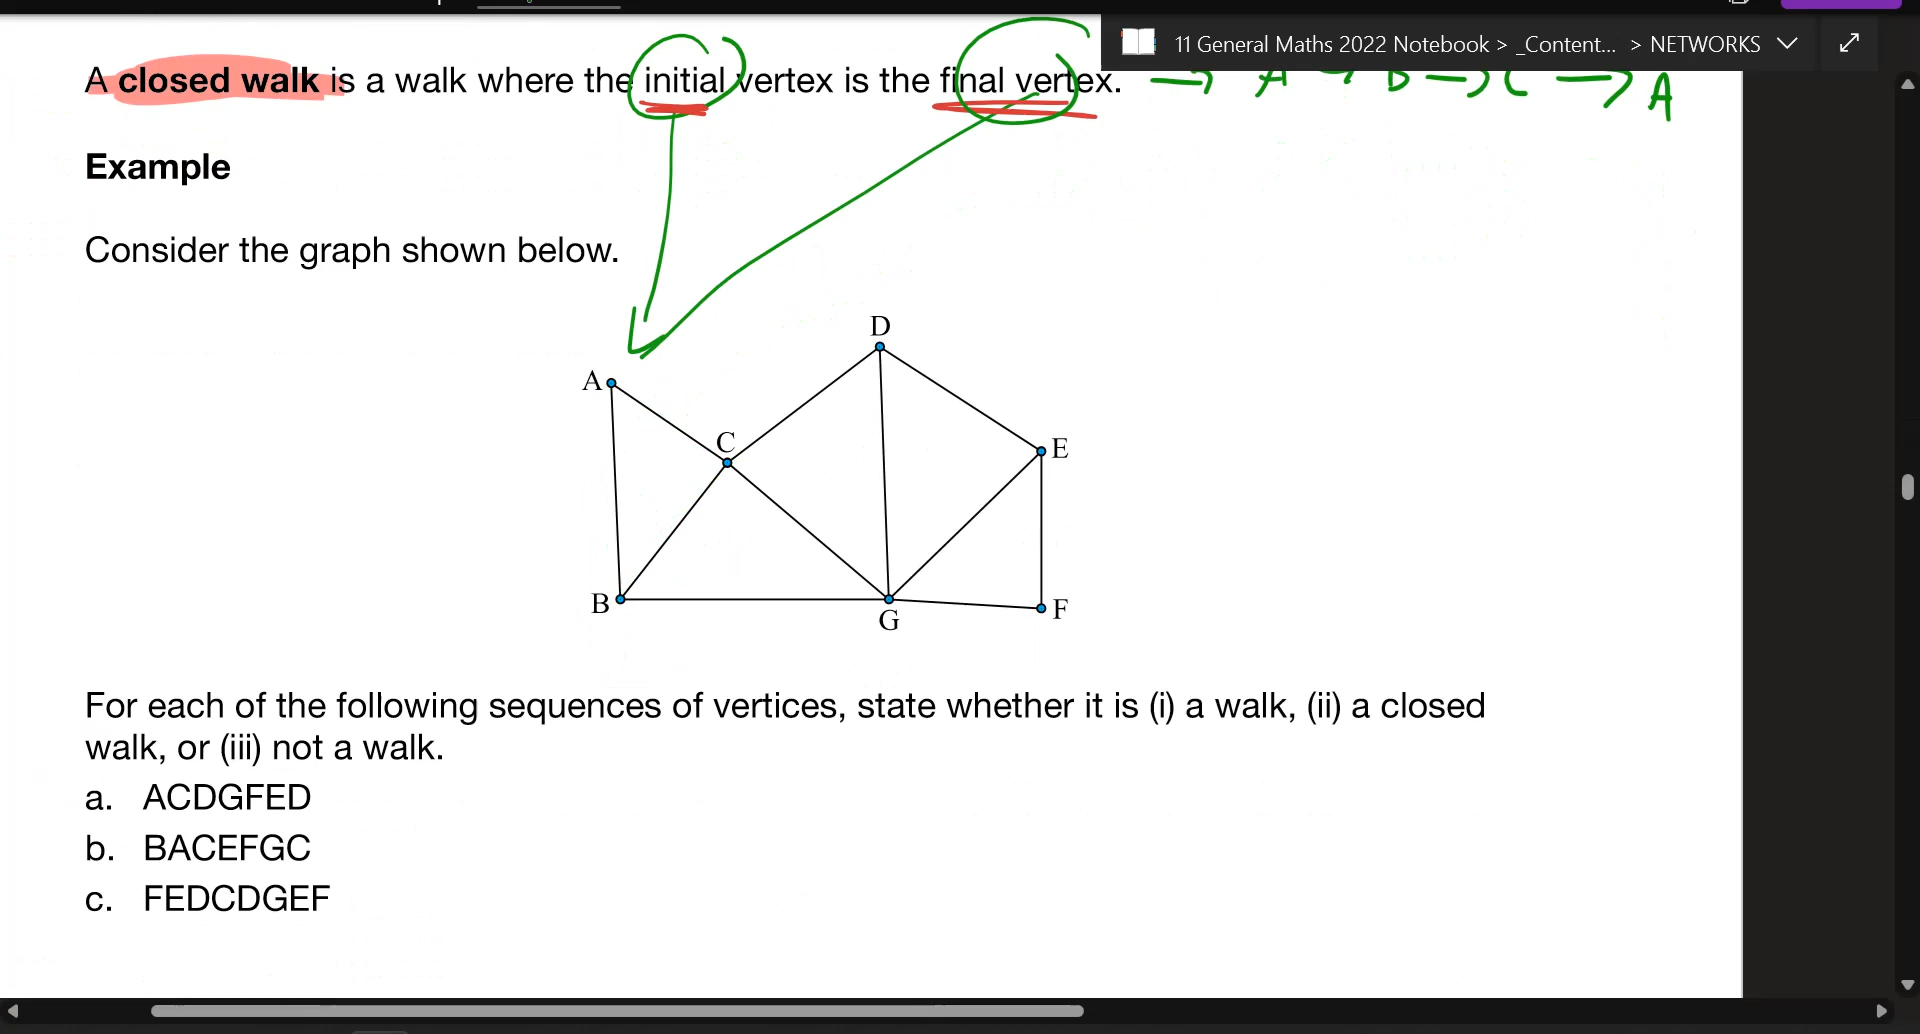 11 General Maths 2022 Notebook > _Content... > NETWORKS
A closed walk is a walk where the initial vertex is the final vertex. → A → B → C → A
Example
Consider the graph shown below.
D
A
C
E
B
G
F
For each of the following sequences of vertices, state whether it is (i) a walk, (ii) a closed
walk, or (iii) not a walk.
a. ACDGFED
b. BACEFGC
c. FEDCDGEF